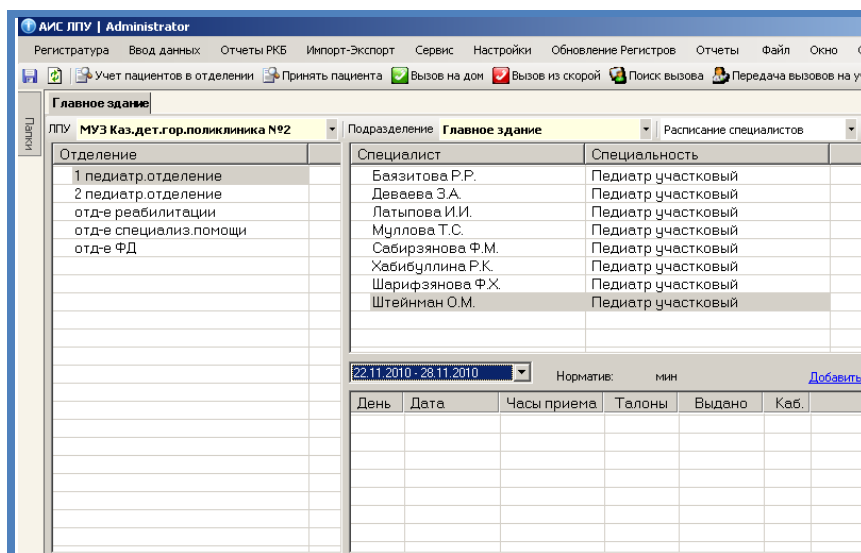 АИС ЛПУ | Administrator
Регистратура Ввод данных Отчеты РКБ Импорт-Экспорт Сервис Настройки Обновление Регистров Отчеты Файл Окно
Учет пациентов в отделении Принять пациента Вызов на дом Вызов из скорой Поиск вызова Передача вызовов на у
Папки
Главное здание
ЛПУ МУЗ Каз.дет.гор.поликлиника №2 Подразделение Главное здание Расписание специалистов
Отделение Специалист Специальность
1 педиатр.отделение Баязитова Р.Р. Педиатр участковый
2 педиатр.отделение Деваева З.А. Педиатр участковый
отд-е реабилитации Латыпова И.И. Педиатр участковый
отд-е специализ.помощи Муллова Т.С. Педиатр участковый
отд-е ФД Сабирзянова Ф.М. Педиатр участковый
Хабибуллина Р.К. Педиатр участковый
Шарифзянова Ф.Х. Педиатр участковый
Штейнман О.М. Педиатр участковый
22.11.2010 - 28.11.2010 Норматив: мин Добавить
День Дата Часы приема Талоны Выдано Каб.